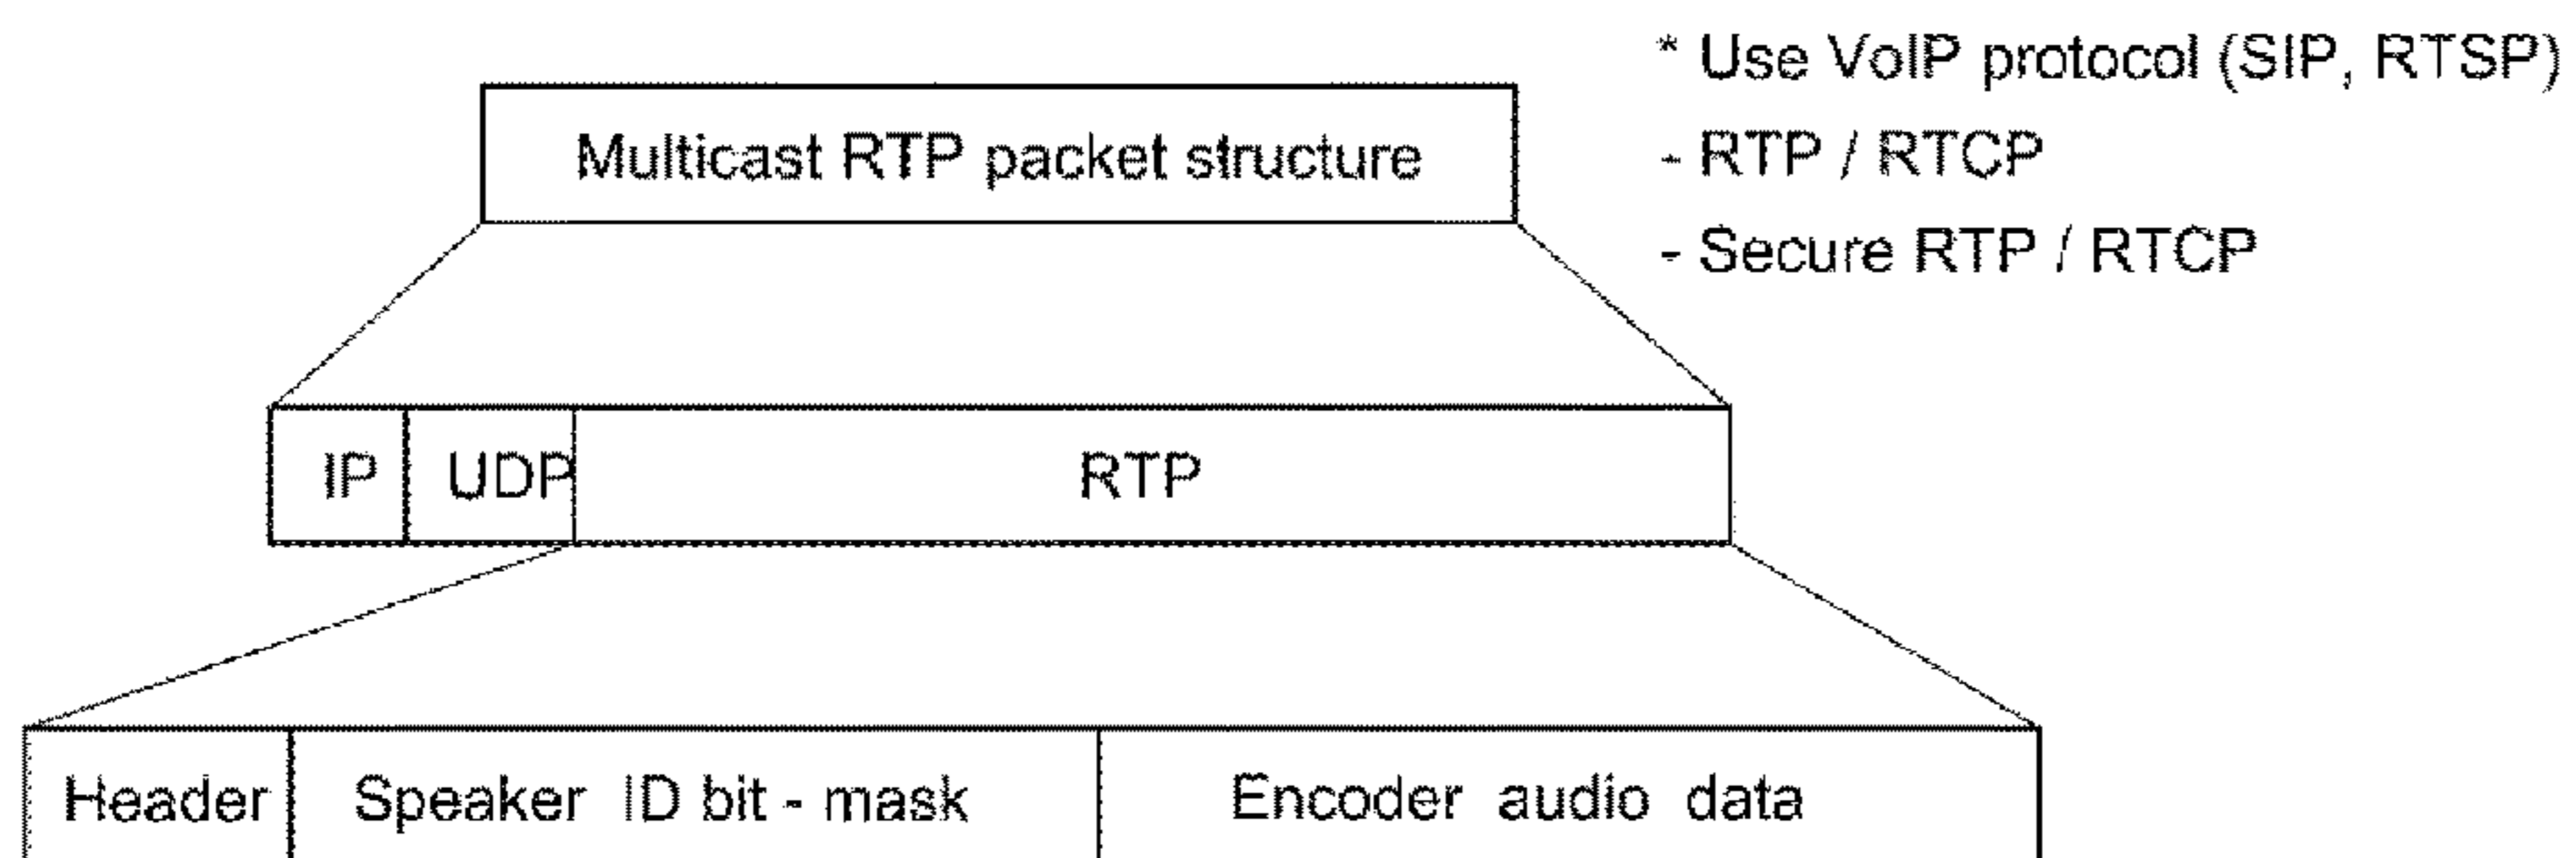 * Use VoIP protocol (SIP, RTSP)
Multicast RTP packet structure
- RTP / RTCP
- Secure RTP / RTCP
IP UDP RTP
Header Speaker ID bit - mask Encoder audio data